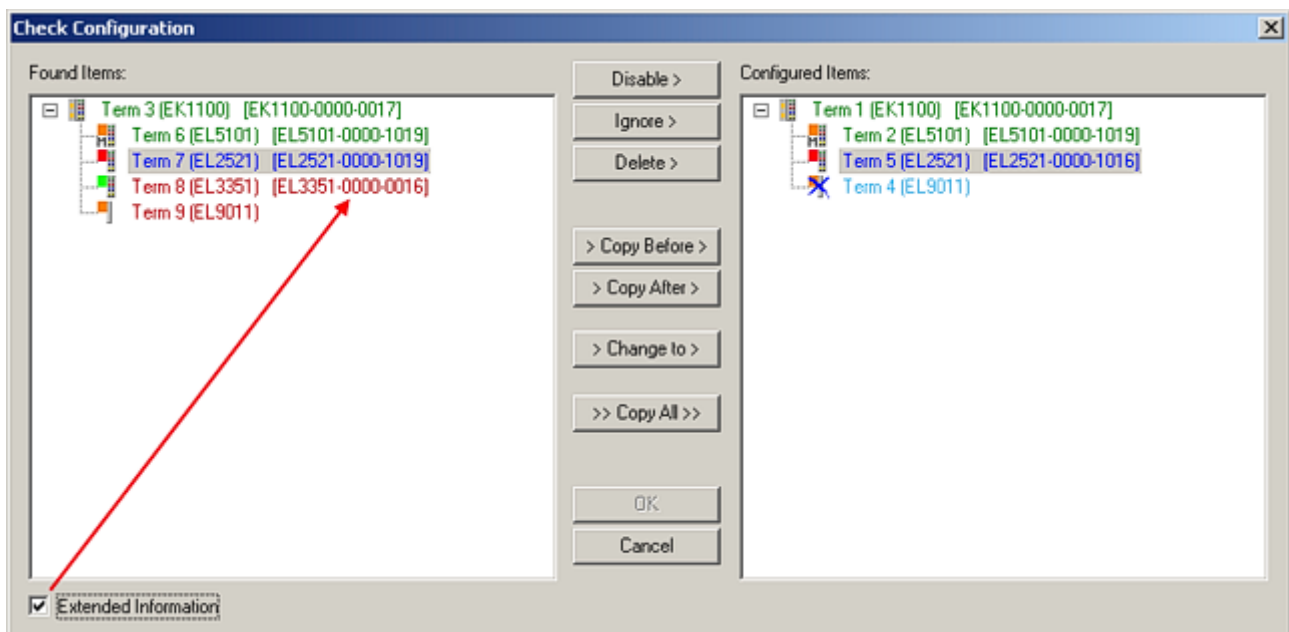 Check Configuration
Found Items:
Term 3 (EK1100) [EK1100-0000-0017]
Term 6 (EL5101) [EL5101-0000-1019]
Term 7 (EL2521) [EL2521-0000-1019]
Term 8 (EL3351) [EL3351-0000-0016]
Term 9 (EL9011)
Extended Information
Disable >
Ignore >
Delete >
> Copy Before >
> Copy After >
> Change to >
>> Copy All >>
OK
Cancel
Configured Items:
Term 1 (EK1100) [EK1100-0000-0017]
Term 2 (EL5101) [EL5101-0000-1019]
Term 5 (EL2521) [EL2521-0000-1016]
Term 4 (EL9011)